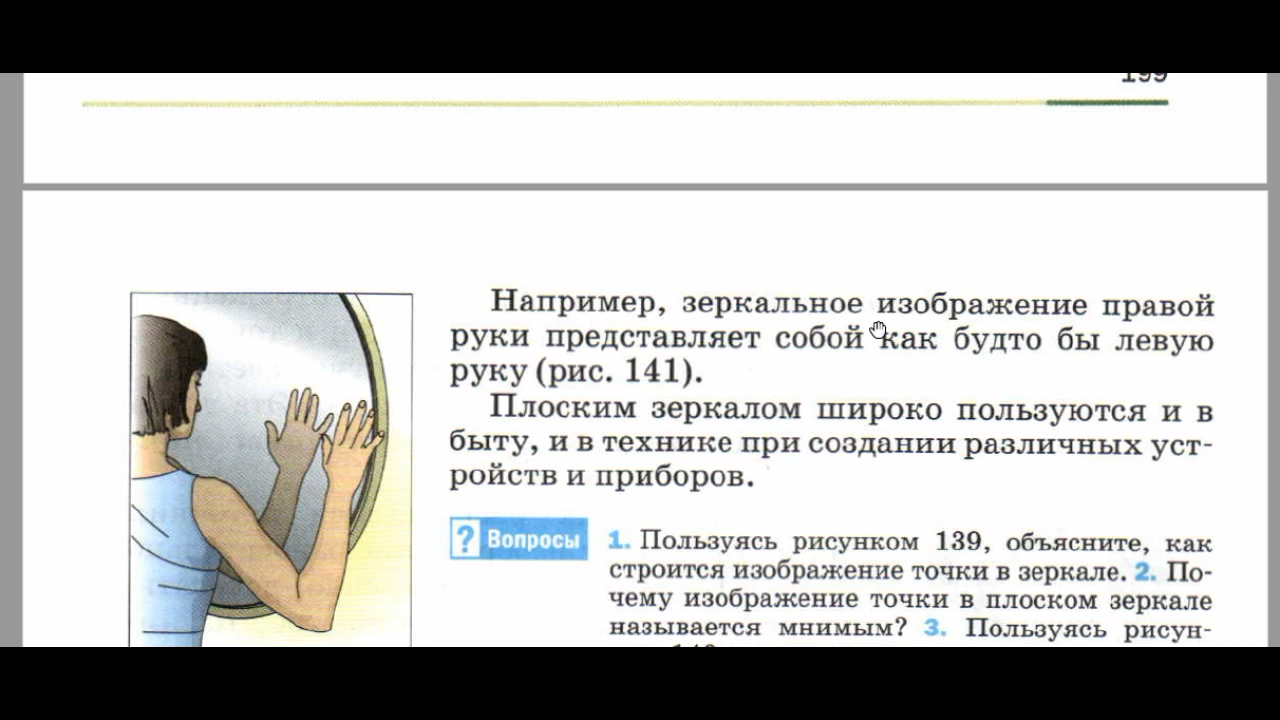 199
Например, зеркальное изображение правой
руки представляет собой как будто бы левую
руку (рис. 141).
Плоским зеркалом широко пользуются и в
быту, и в технике при создании различных уст-
ройств и приборов.
? Вопросы
1. Пользуясь рисунком 139, объясните, как
строится изображение точки в зеркале. 2. По-
чему изображение точки в плоском зеркале
называется мнимым? 3. Пользуясь рисун-